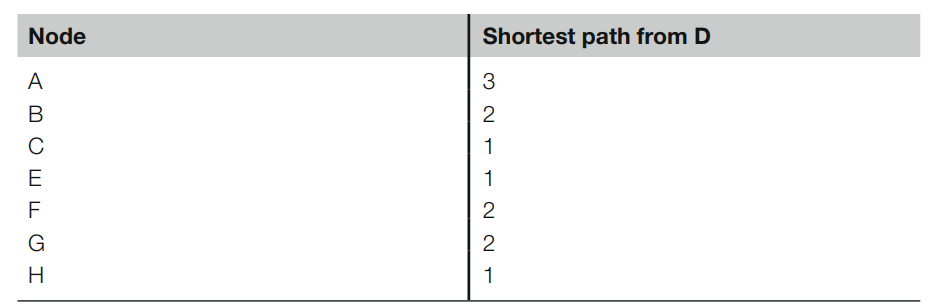 Node Shortest path from D
A 3
B 2
C 1
E 1
F 2
G 2
H 1